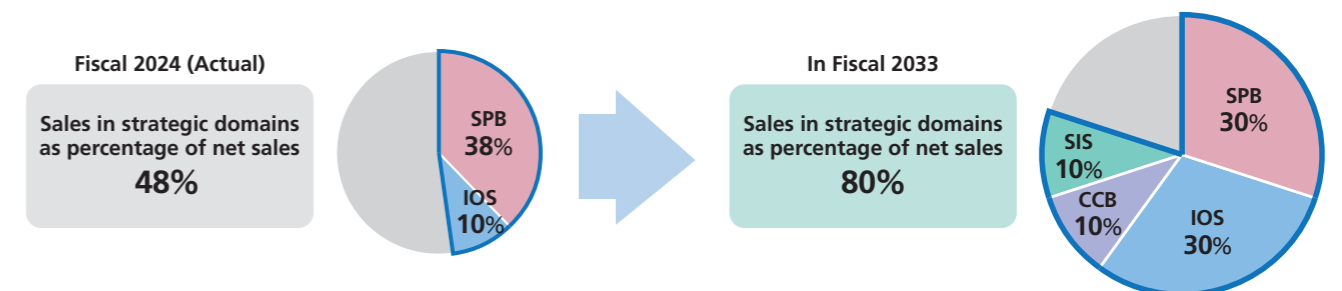 Fiscal 2024 (Actual)
Sales in strategic domains
as percentage of net sales
48%
SPB
38%
IOS
10%
In Fiscal 2033
Sales in strategic domains
as percentage of net sales
80%
SPB
30%
IOS
30%
CCB
10%
SIS
10%